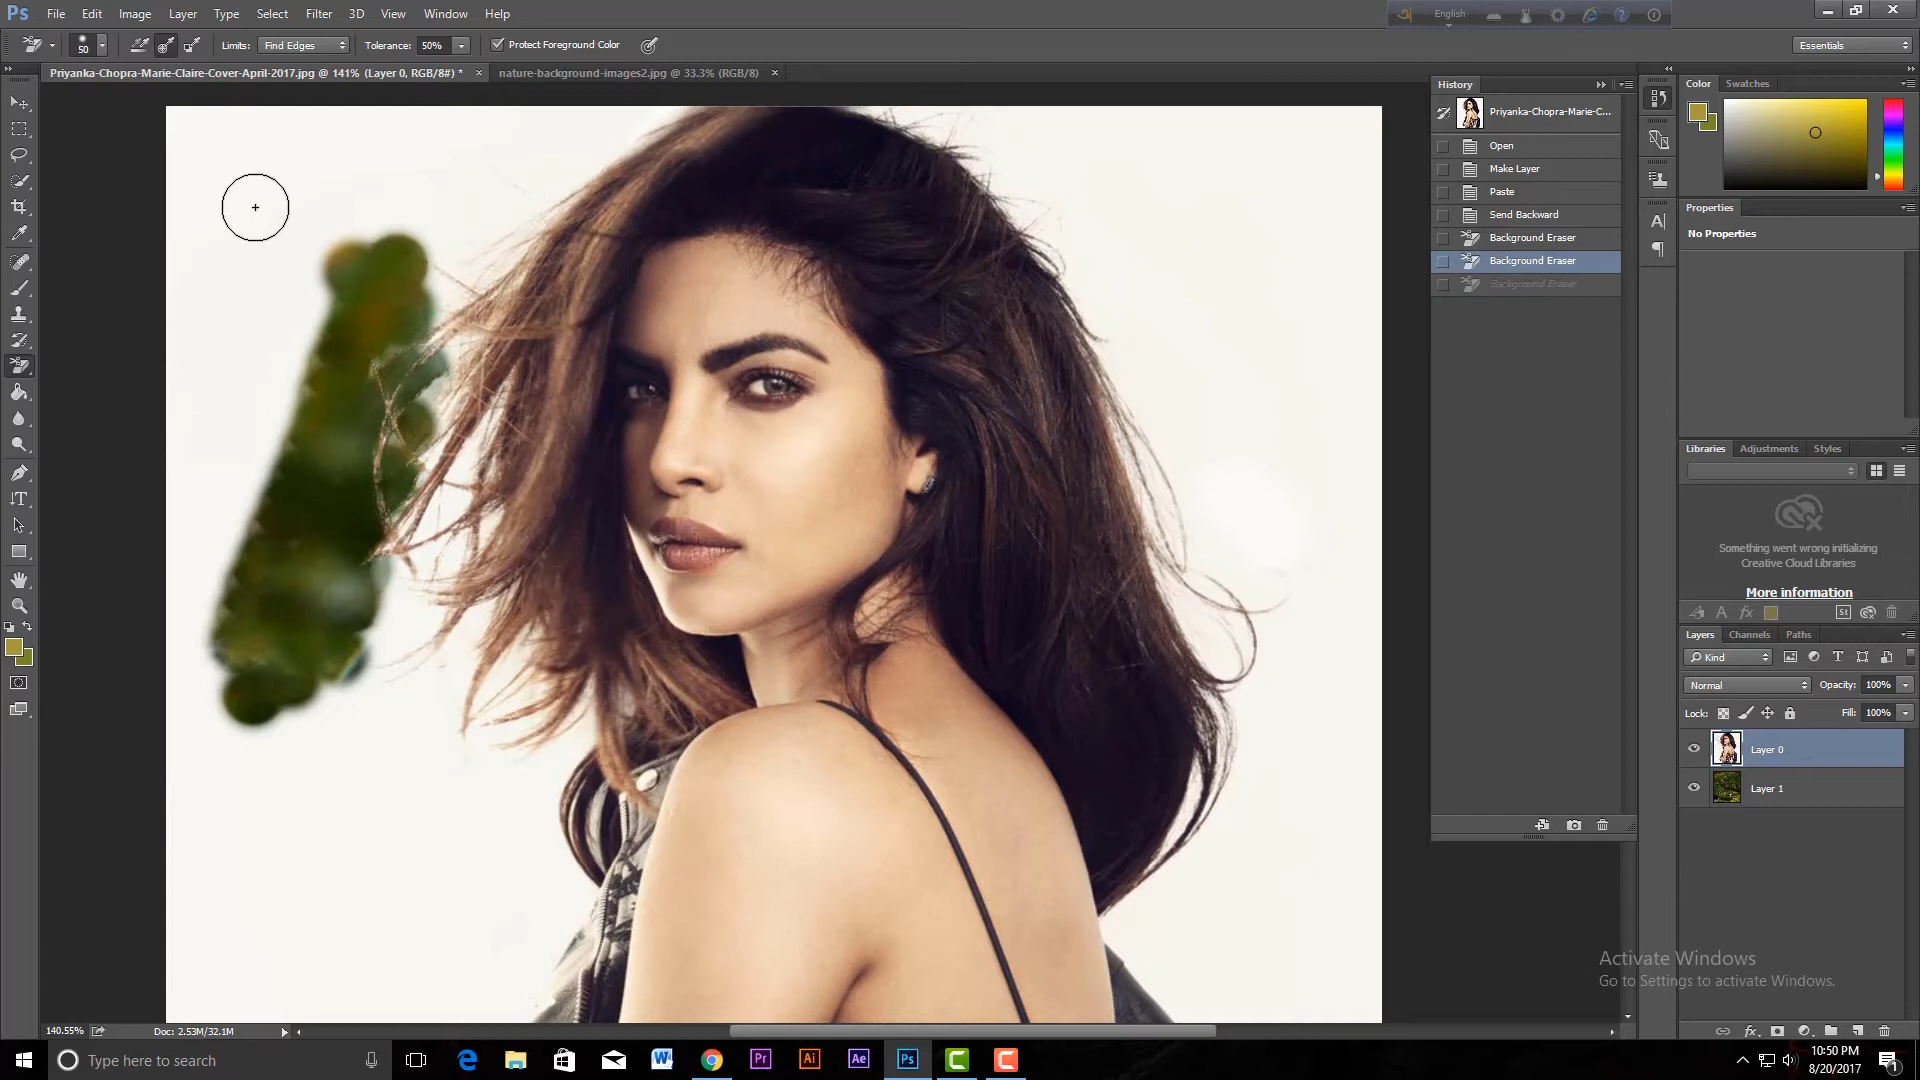 Ps File Edit Image Layer Type Select Filter 3D View Window Help
English
50 Limits: Find Edges Tolerance: 50% Protect Foreground Color
Essentials
Priyanka-Chopra-Marie-Claire-Cover-April-2017.jpg @ 141% (Layer 0, RGB/8#) * ×
nature-background-images2.jpg @ 33.3% (RGB/8) ×
History
Priyanka-Chopra-Marie-C...
Open
Make Layer
Paste
Send Backward
Background Eraser
Background Eraser
Background Eraser
Color Swatches
Properties
No Properties
Libraries Adjustments Styles
Something went wrong initializing
Creative Cloud Libraries
More information
Layers Channels Paths
Kind
Normal Opacity: 100%
Lock: Fill: 100%
Layer 0
Layer 1
Activate Windows
Go to Settings to activate Windows.
140.55% Doc: 2.53M/32.1M
Type here to search
10:50 PM
8/20/2017